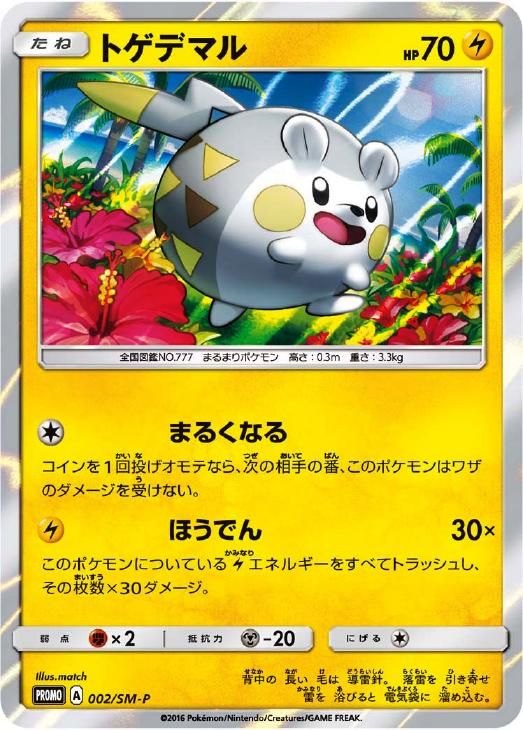 たね トゲデマル HP70
全国図鑑NO.777 まるまりポケモン 高さ:0.3m 重さ:3.3kg
まるくなる
コインを1回投げオモテなら、次の相手の番、このポケモンはワザ
のダメージを受けない。
ほうでん 30×
このポケモンについているエネルギーをすべてトラッシュし、
その枚数×30ダメージ。
弱点 ×2 抵抗力 -20 にげる
Illus.match
PROMO A 002/SM-P
背中の 長い 毛は 導雷針。 落雷を 引き寄せ
雷を 浴びると 電気袋に 溜め込む。
©2016 Pokémon/Nintendo/Creatures/GAME FREAK.